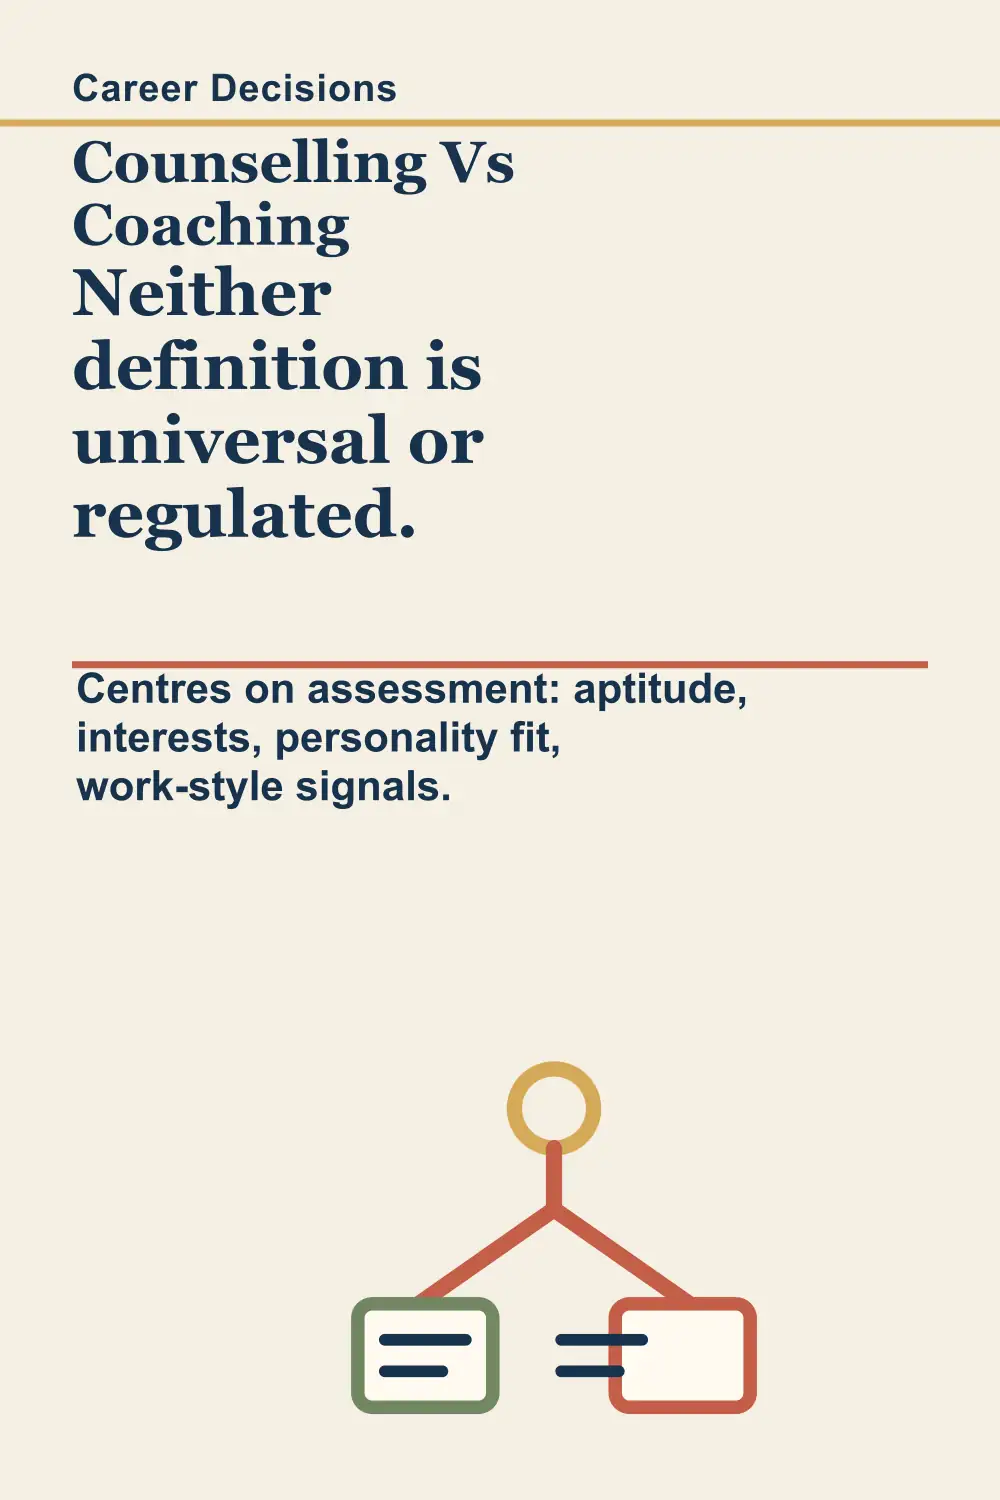 Career Decisions
Counselling Vs
Coaching
Neither
definition is
universal or
regulated.
Centres on assessment: aptitude,
interests, personality fit,
work-style signals.